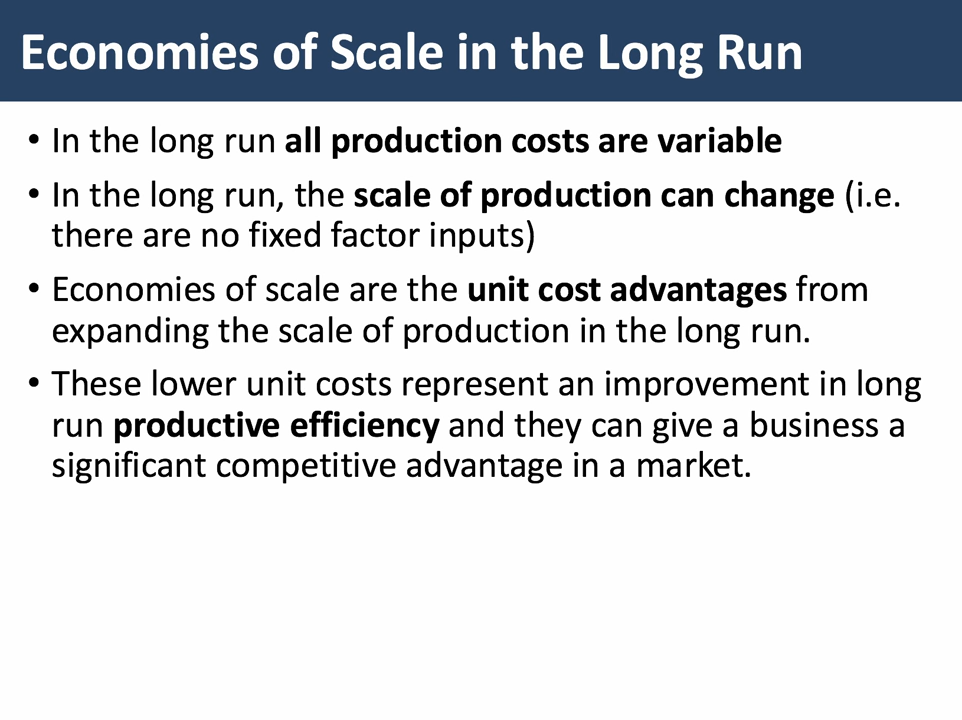 Economies of Scale in the Long Run
• In the long run all production costs are variable
• In the long run, the scale of production can change (i.e.
there are no fixed factor inputs)
• Economies of scale are the unit cost advantages from
expanding the scale of production in the long run.
• These lower unit costs represent an improvement in long
run productive efficiency and they can give a business a
significant competitive advantage in a market.